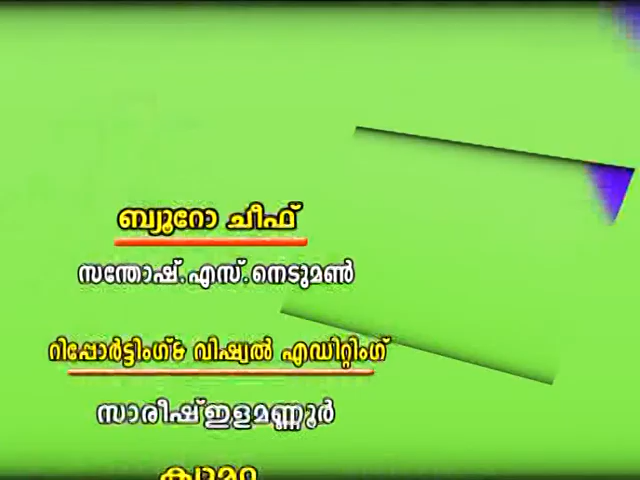 ബ്യൂറോ ചീഫ്
സന്തോഷ്.എസ്.നെടുമൺ
റിപ്പോർട്ടിംഗ്& വിഷ്വൽ എഡിറ്റിംഗ്
സാരീഷ്ഇളമണ്ണൂർ